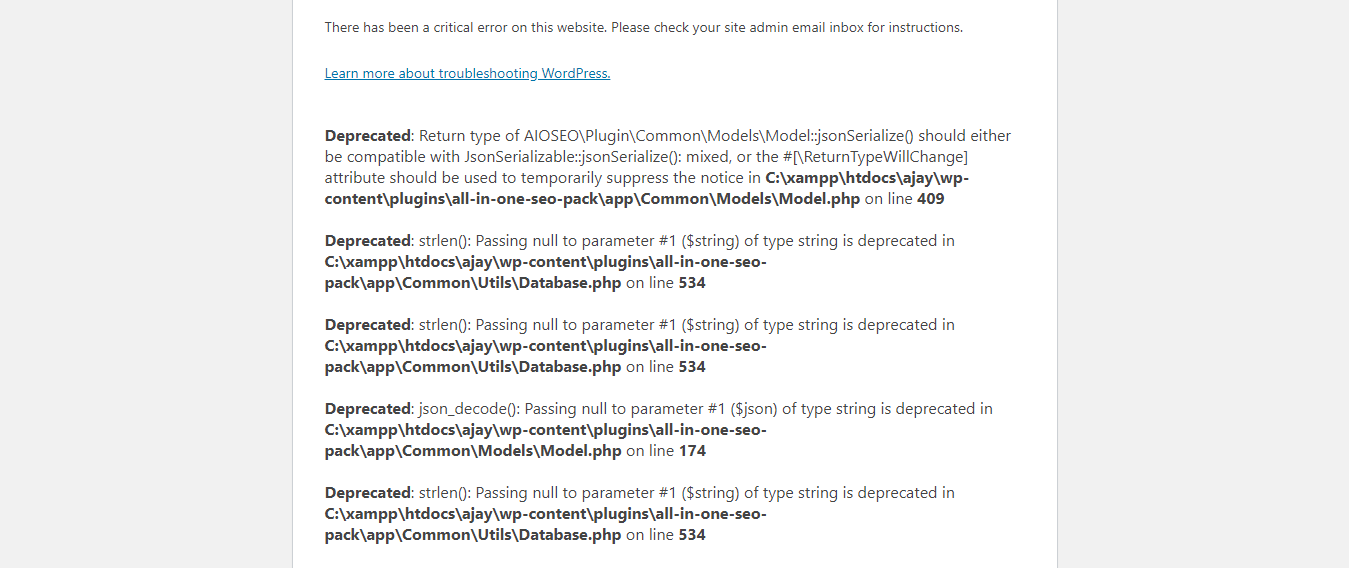 There has been a critical error on this website. Please check your site admin email inbox for instructions.
Learn more about troubleshooting WordPress.
Deprecated: Return type of AIOSEO\Plugin\Common\Models\Model::jsonSerialize() should either
be compatible with JsonSerializable::jsonSerialize(): mixed, or the #[\ReturnTypeWillChange]
attribute should be used to temporarily suppress the notice in C:\xampp\htdocs\ajay\wp-
content\plugins\all-in-one-seo-pack\app\Common\Models\Model.php on line 409
Deprecated: strlen(): Passing null to parameter #1 ($string) of type string is deprecated in
C:\xampp\htdocs\ajay\wp-content\plugins\all-in-one-seo-
pack\app\Common\Utils\Database.php on line 534
Deprecated: strlen(): Passing null to parameter #1 ($string) of type string is deprecated in
C:\xampp\htdocs\ajay\wp-content\plugins\all-in-one-seo-
pack\app\Common\Utils\Database.php on line 534
Deprecated: json_decode(): Passing null to parameter #1 ($json) of type string is deprecated in
C:\xampp\htdocs\ajay\wp-content\plugins\all-in-one-seo-
pack\app\Common\Models\Model.php on line 174
Deprecated: strlen(): Passing null to parameter #1 ($string) of type string is deprecated in
C:\xampp\htdocs\ajay\wp-content\plugins\all-in-one-seo-
pack\app\Common\Utils\Database.php on line 534